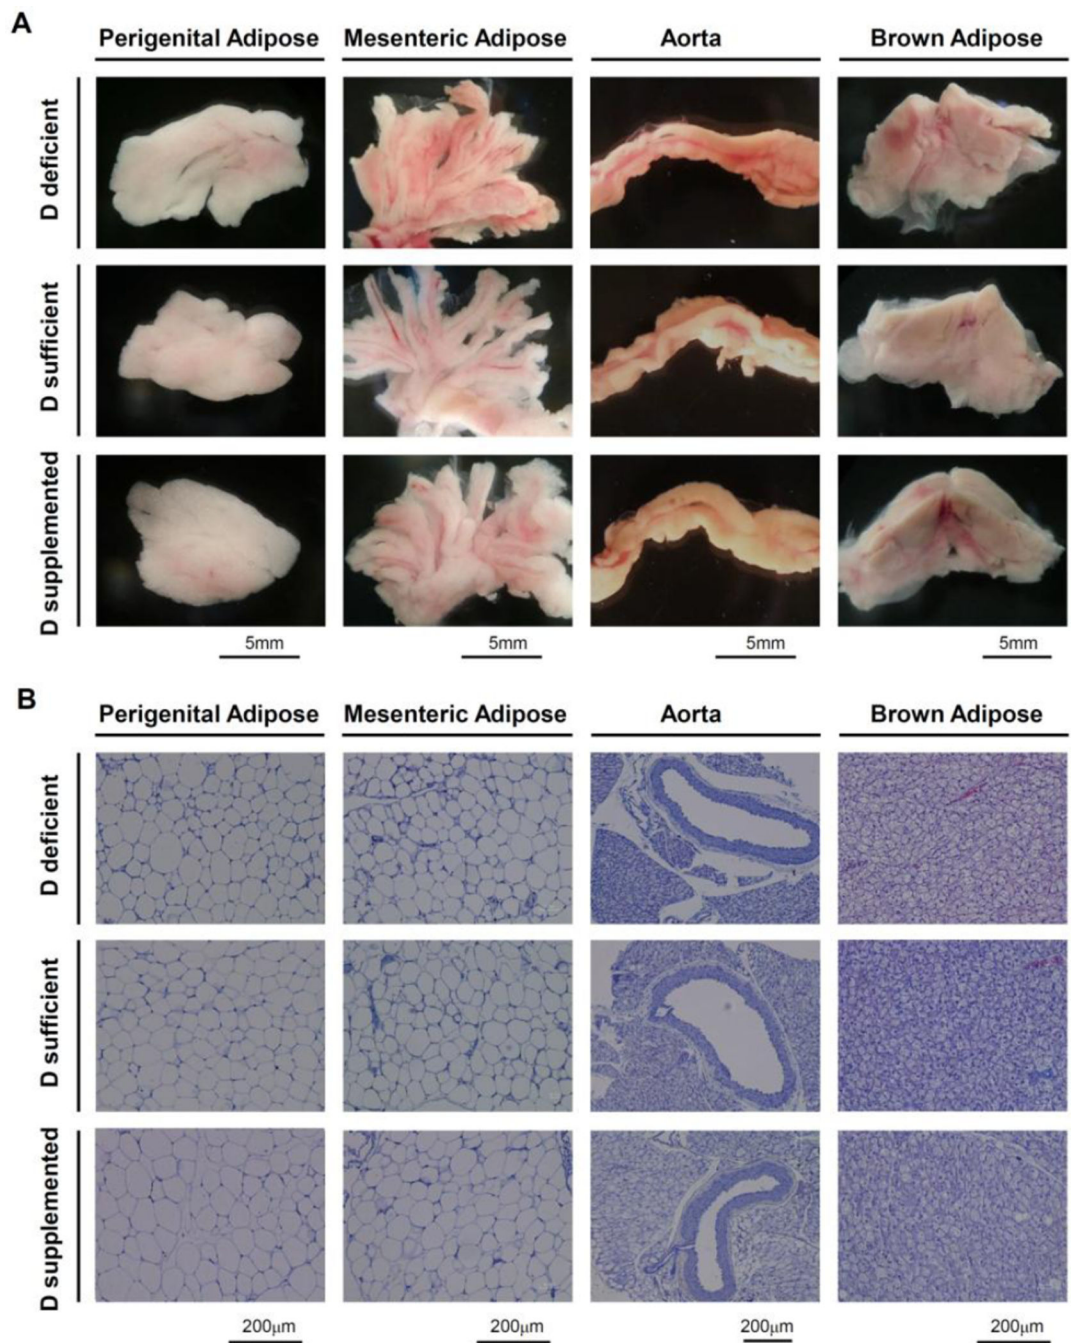 A
Perigenital Adipose Mesenteric Adipose Aorta Brown Adipose
D deficient
D sufficient
D supplemented
5mm 5mm 5mm 5mm
B
Perigenital Adipose Mesenteric Adipose Aorta Brown Adipose
D deficient
D sufficient
D supplemented
200μm 200μm 200μm 200μm